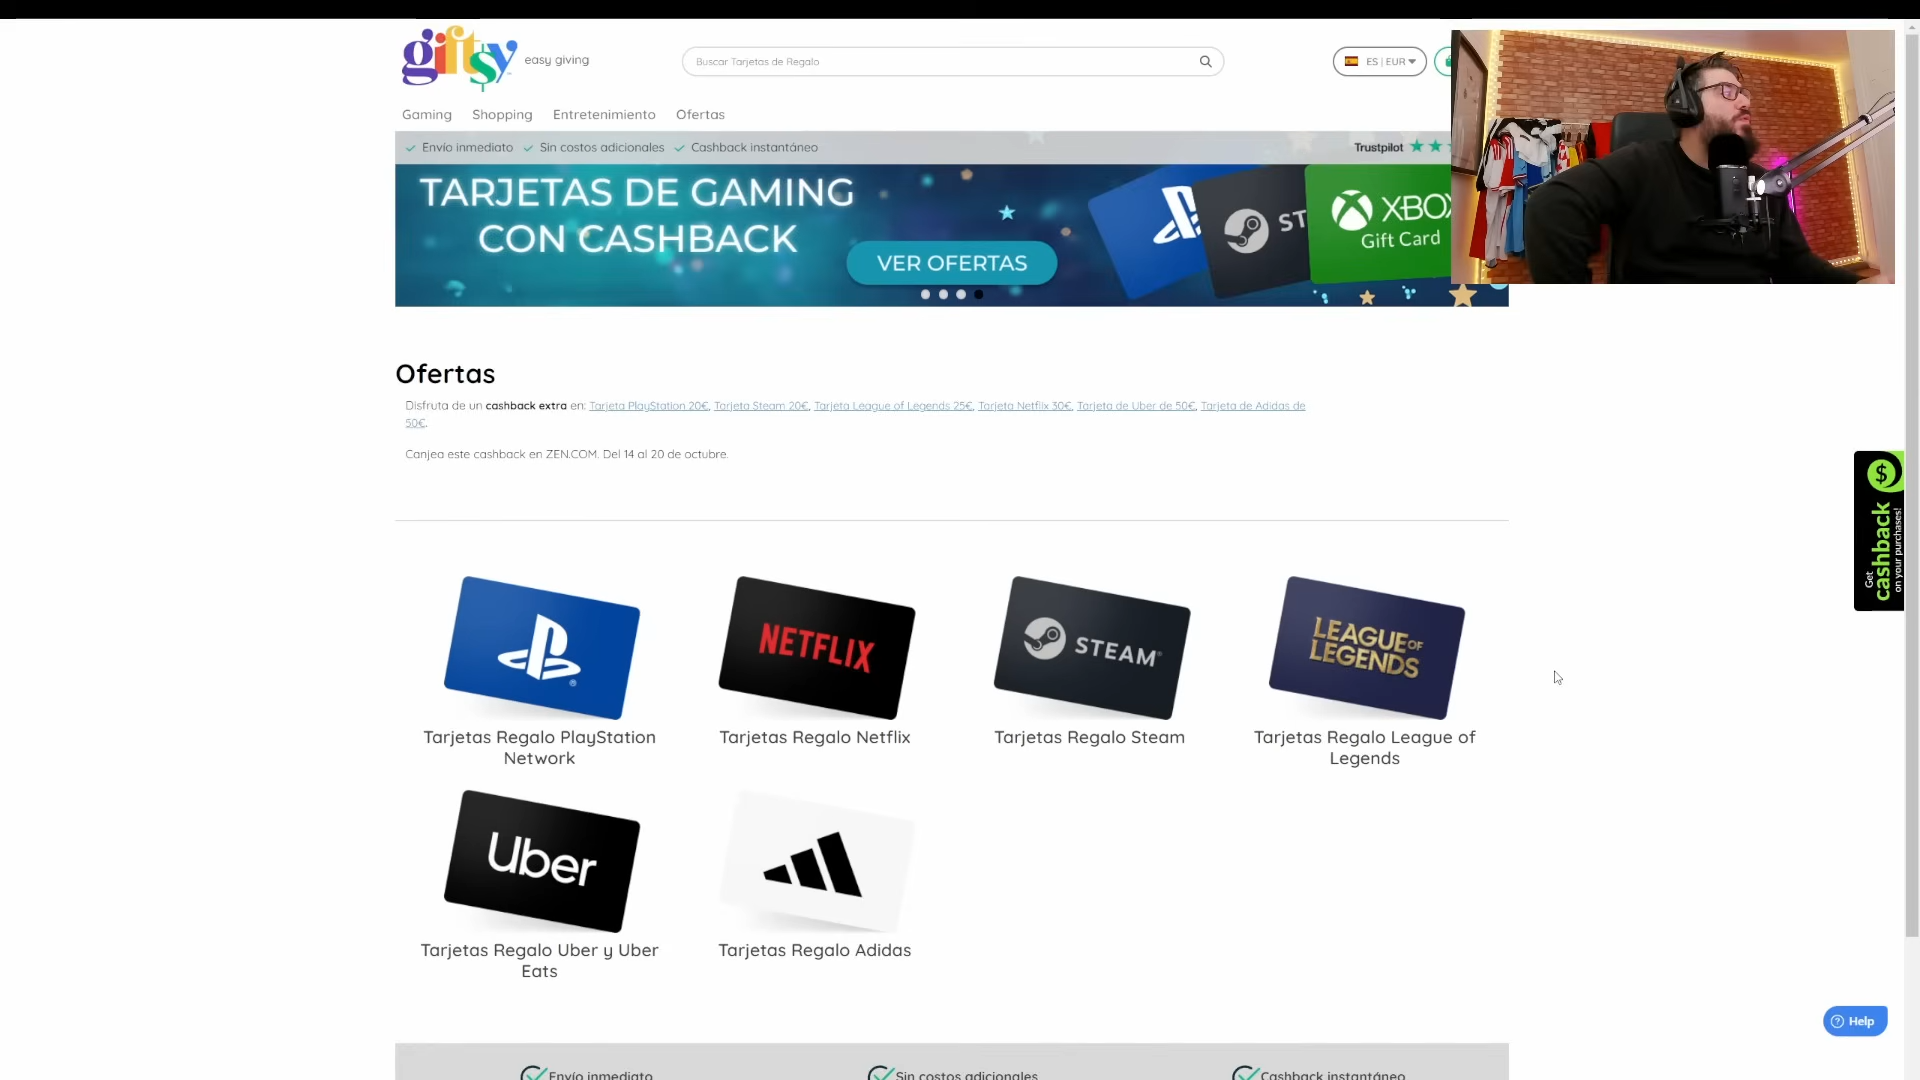 giftsy
easy giving
Buscar Tarjetas de Regalo
ES | EUR
Gaming
Shopping
Entretenimiento
Ofertas
Envío inmediato
Sin costos adicionales
Cashback instantáneo
Trustpilot
TARJETAS DE GAMING
CON CASHBACK
VER OFERTAS
ST
XBOX
Gift Card
Ofertas
Disfruta de un cashback extra en: Tarjeta PlayStation 20€, Tarjeta Steam 20€, Tarjeta League of Legends 25€, Tarjeta Netflix 30€, Tarjeta de Uber de 50€, Tarjeta de Adidas de
50€.
Canjea este cashback en ZEN.COM. Del 14 al 20 de octubre.
Get
cashback
on your purchases!
NETFLIX
STEAM
LEAGUE OF
LEGENDS
Tarjetas Regalo PlayStation
Network
Tarjetas Regalo Netflix
Tarjetas Regalo Steam
Tarjetas Regalo League of
Legends
Uber
Tarjetas Regalo Uber y Uber
Eats
Tarjetas Regalo Adidas
Help
Envío inmediato
Sin costos adicionales
Cashback instantáneo